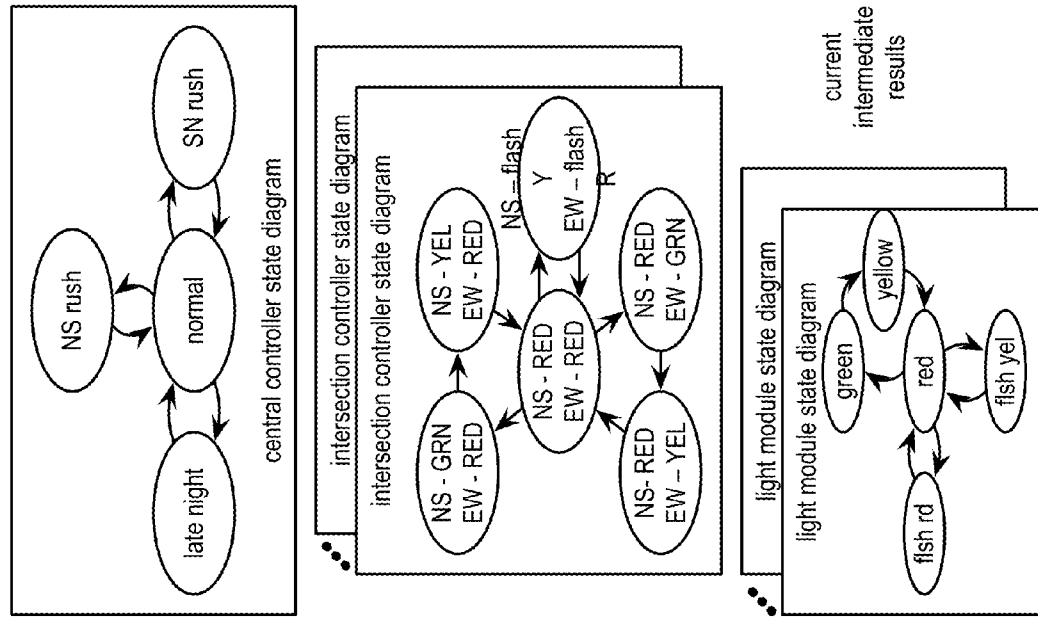 NS rush
late night
normal
SN rush
central controller state diagram
intersection controller state diagram
intersection controller state diagram
NS - GRN
EW - RED
NS - YEL
EW - RED
NS – flash
Y
EW – flash
R
NS - RED
EW - RED
NS- RED
EW – YEL
NS - RED
EW - GRN
light module state diagram
light module state diagram
green
yellow
red
flsh rd
flsh yel
current
intermediate
results